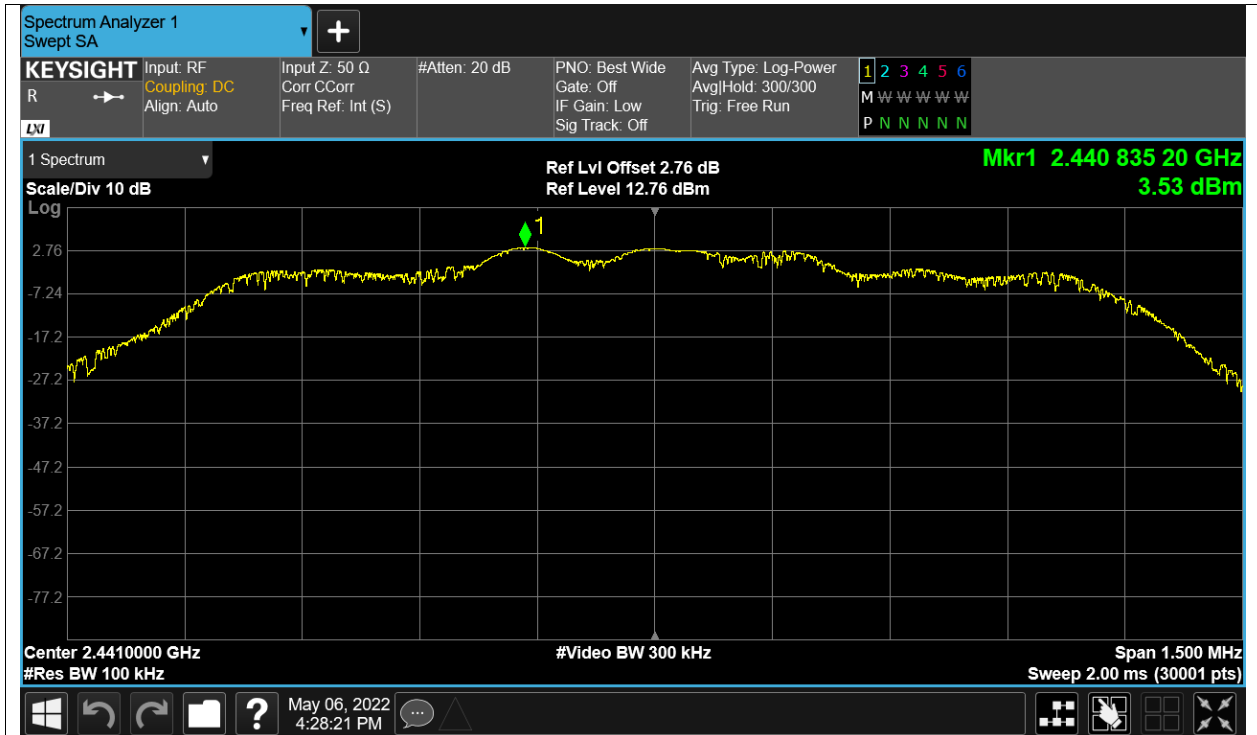 Spectrum Analyzer 1
Swept SA
+
KEYSIGHT
R
LXI
Input: RF
Coupling: DC
Align: Auto
Input Z: 50 Ω
Corr CCorr
Freq Ref: Int (S)
#Atten: 20 dB
PNO: Best Wide
Gate: Off
IF Gain: Low
Sig Track: Off
Avg Type: Log-Power
Avg|Hold: 300/300
Trig: Free Run
1 2 3 4 5 6
M W W W W W
P N N N N N
1 Spectrum
Scale/Div 10 dB
Log
Ref Lvl Offset 2.76 dB
Ref Level 12.76 dBm
Mkr1 2.440 835 20 GHz
3.53 dBm
1
2.76
-7.24
-17.2
-27.2
-37.2
-47.2
-57.2
-67.2
-77.2
Center 2.4410000 GHz
#Res BW 100 kHz
#Video BW 300 kHz
Span 1.500 MHz
Sweep 2.00 ms (30001 pts)
?
May 06, 2022
4:28:21 PM